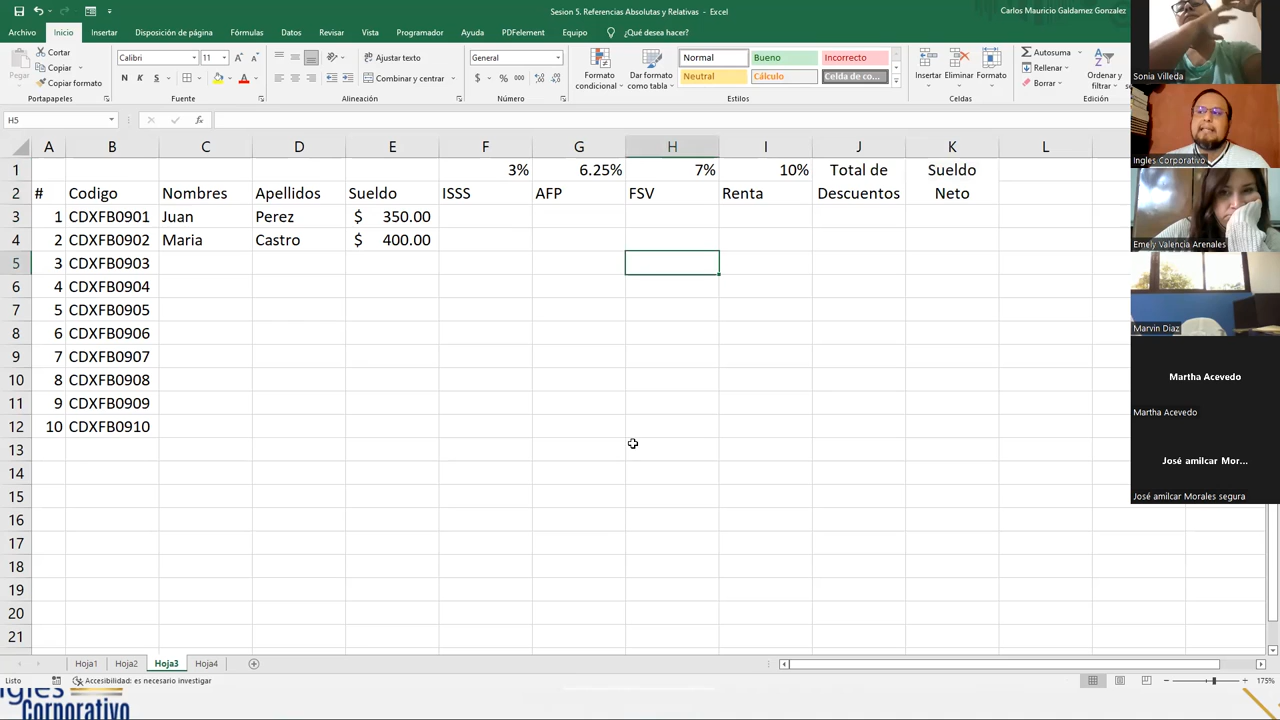 Sesion 5. Referencias Absolutas y Relativas - Excel
Carlos Mauricio Galdamez Gonzalez
Archivo Inicio Insertar Disposición de página Fórmulas Datos Revisar Vista Programador Ayuda PDFelement Equipo ¿Qué desea hacer?
Pegar
Cortar
Copiar
Copiar formato
Portapapeles
Calibri 11
N K S
Fuente
Ajustar texto
Combinar y centrar
Alineación
General
$ % 000
Número
Formato condicional
Dar formato como tabla
Normal Bueno Incorrecto
Neutral Cálculo Celda de co...
Estilos
Insertar Eliminar Formato
Celdas
Autosuma
Rellenar
Borrar
Ordenar y filtrar
Edición
H5
fx
A B C D E F G H I J K L
1 3% 6.25% 7% 10% Total de Sueldo
2 # Codigo Nombres Apellidos Sueldo ISSS AFP FSV Renta Descuentos Neto
3 1 CDXFB0901 Juan Perez $ 350.00
4 2 CDXFB0902 Maria Castro $ 400.00
5 3 CDXFB0903
6 4 CDXFB0904
7 5 CDXFB0905
8 6 CDXFB0906
9 7 CDXFB0907
10 8 CDXFB0908
11 9 CDXFB0909
12 10 CDXFB0910
13
14
15
16
17
18
19
20
21
Hoja1 Hoja2 Hoja3 Hoja4
Listo Accesibilidad: es necesario investigar
175%
Ingles
Corporativo
Sonia Villeda
Ingles Corporativo
Emely Valencia Arenales
Marvin Diaz
Martha Acevedo
Martha Acevedo
José amilcar Mor...
José amilcar Morales segura